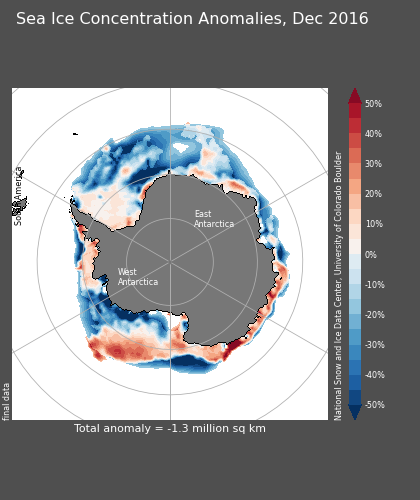 Sea Ice Concentration Anomalies, Dec 2016
South America
East
Antarctica
West
Antarctica
50%
40%
30%
20%
10%
0%
-10%
-20%
-30%
-40%
-50%
National Snow and Ice Data Center, University of Colorado Boulder
final data
Total anomaly = -1.3 million sq km